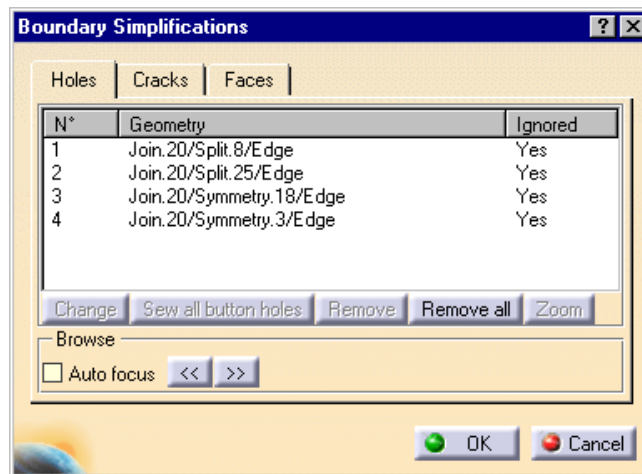 Boundary Simplifications
Holes Cracks Faces
N° Geometry Ignored
1 Join.20/Split.8/Edge Yes
2 Join.20/Split.25/Edge Yes
3 Join.20/Symmetry.18/Edge Yes
4 Join.20/Symmetry.3/Edge Yes
Change Sew all button holes Remove Remove all Zoom
Browse
Auto focus << >>
OK Cancel